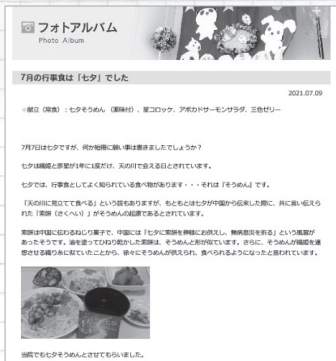 フォトアルバム
Photo Album
7月の行事食は「七夕」でした
2021.07.09
○献立（常食）：七夕そうめん （薬味付）、星コロッケ、アボカドサーモンサラダ、三色ゼリー
7月7日は七夕ですが、何か短冊に願い事は書きましたでしょうか？
七夕は織姫と彦星が1年に1度だけ、天の川で会える日とされています。
七夕では、行事食としてよく知られている食べ物があります・・・それは『そうめん』です。
「天の川に見立てて食べる」という説もありますが、もともとは七夕が中国から伝来した際に、共に言い伝えら
れた「索餅（さくへい）」がそうめんの起源であるとされています。
索餅は中国に伝わるねじり菓子で、中国には「七夕に索餅を神様にお供えし、無病息災を祈る」という風習が
あったそうです。油を塗ってひねり乾かした索餅は、そうめんと形が似ています。さらに、そうめんが織姫を連
想させる織り糸に似ていたことから、徐々にそうめんが供えられ、食べられるようになったと言われています。
当院でも七夕そうめんとさせてもらいました。